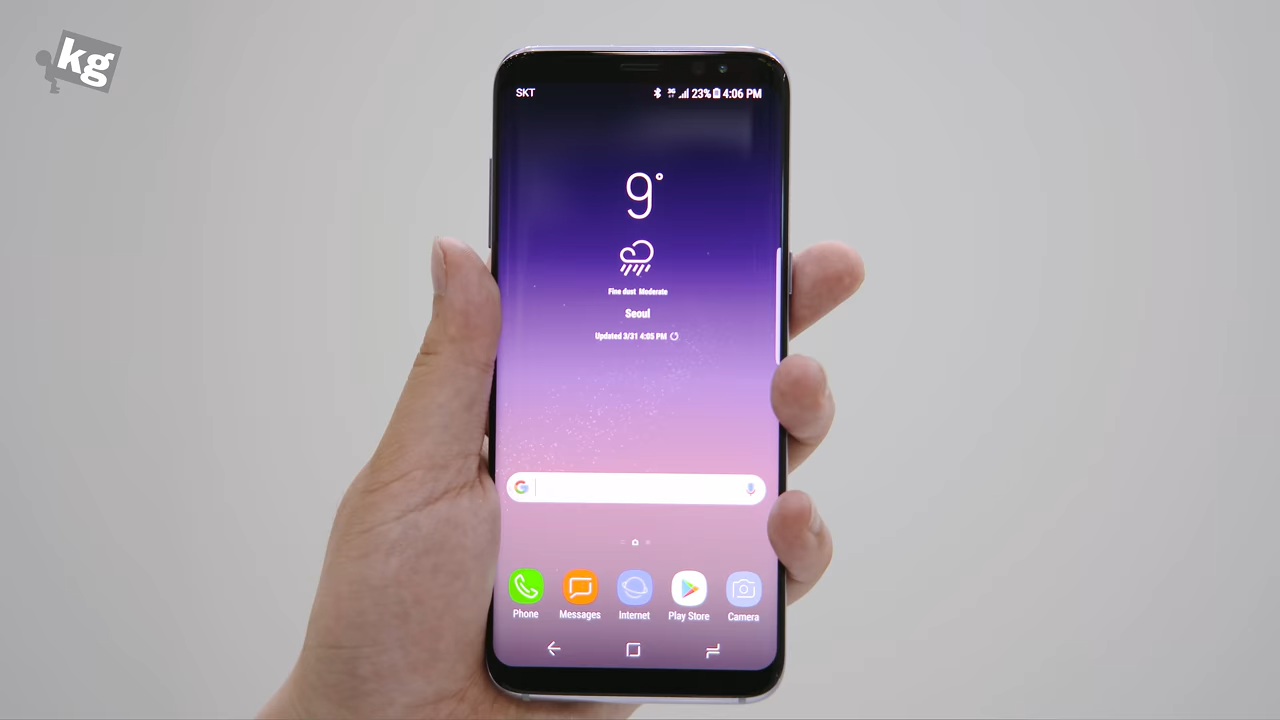 kg
SKT
23% 4:06 PM
9°
Fine dust Moderate
Seoul
Updated 3/31 4:05 PM
G
Phone
Messages
Internet
Play Store
Camera